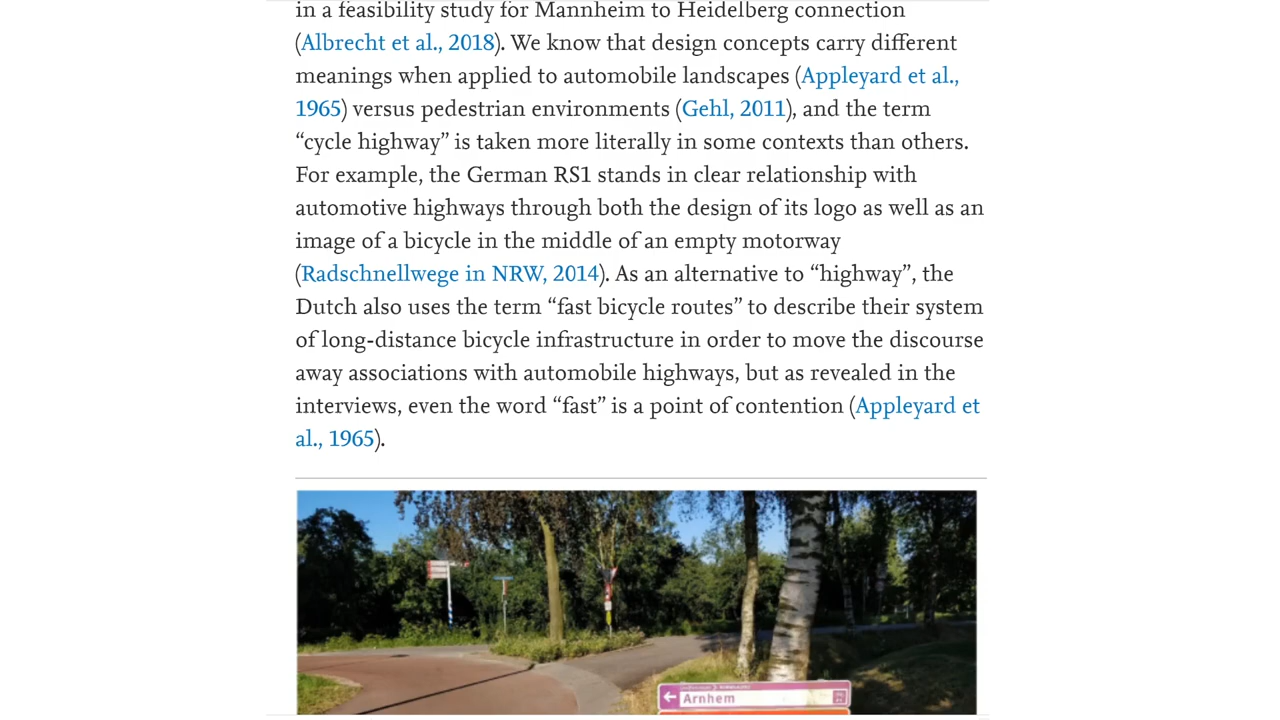 in a feasibility study for Mannheim to Heidelberg connection
(Albrecht et al., 2018). We know that design concepts carry different
meanings when applied to automobile landscapes (Appleyard et al.,
1965) versus pedestrian environments (Gehl, 2011), and the term
“cycle highway” is taken more literally in some contexts than others.
For example, the German RS1 stands in clear relationship with
automotive highways through both the design of its logo as well as an
image of a bicycle in the middle of an empty motorway
(Radschnellwege in NRW, 2014). As an alternative to “highway”, the
Dutch also uses the term “fast bicycle routes” to describe their system
of long-distance bicycle infrastructure in order to move the discourse
away associations with automobile highways, but as revealed in the
interviews, even the word “fast” is a point of contention (Appleyard et
al., 1965).
Arnhem